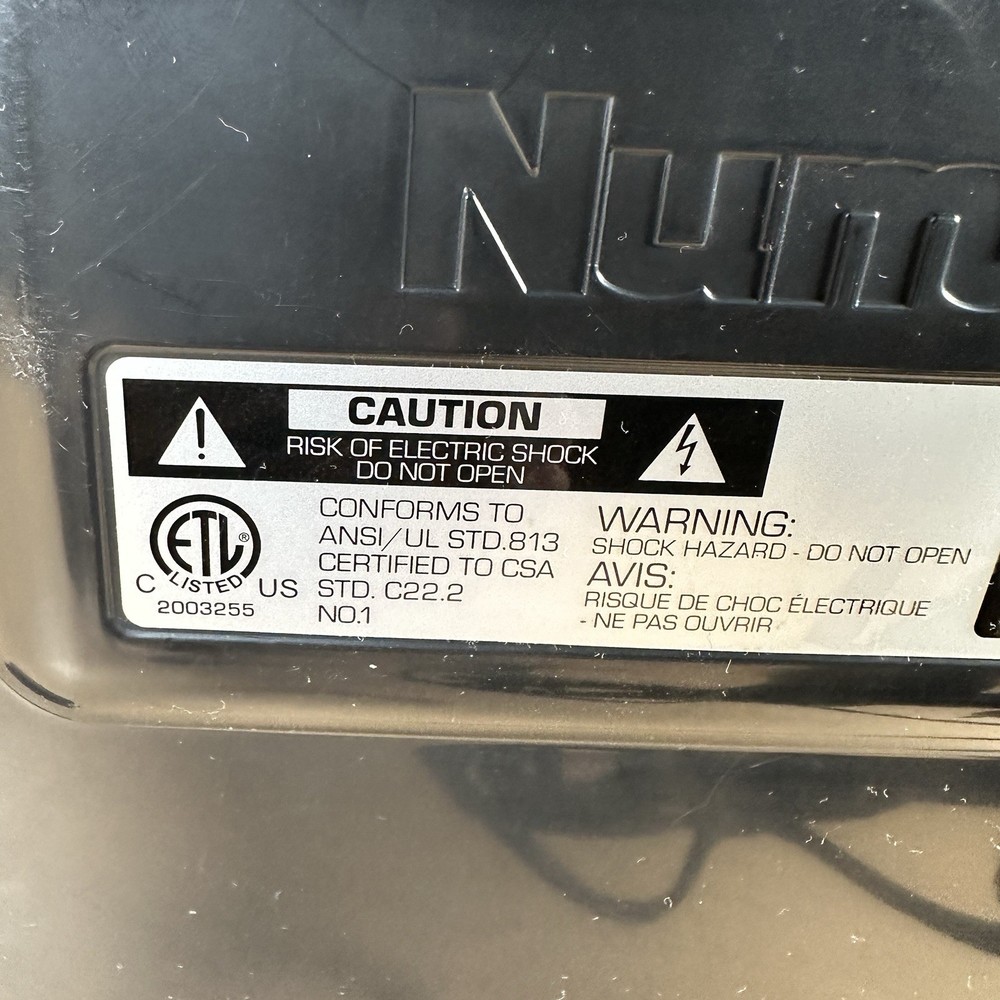 Num
CAUTION
RISK OF ELECTRIC SHOCK
DO NOT OPEN
ETL®
LISTED
C US
2003255
CONFORMS TO
ANSI/UL STD.813
CERTIFIED TO CSA
STD. C22.2
NO.1
WARNING:
SHOCK HAZARD - DO NOT OPEN
AVIS:
RISQUE DE CHOC ÉLECTRIQUE
- NE PAS OUVRIR